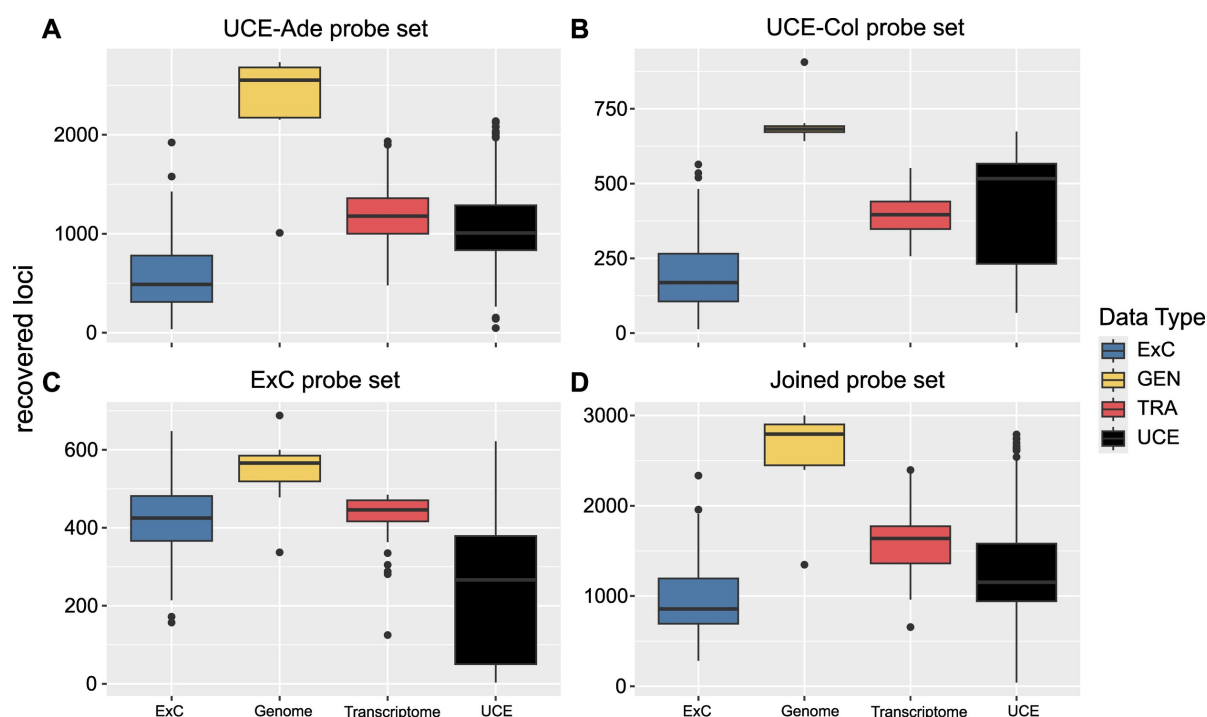 A
UCE-Ade probe set
B
UCE-Col probe set
2000
1000
0
750
500
250
0
recovered loci
C
ExC probe set
D
Joined probe set
600
400
200
0
3000
2000
1000
0
ExC Genome Transcriptome UCE
ExC Genome Transcriptome UCE
Data Type
ExC
GEN
TRA
UCE